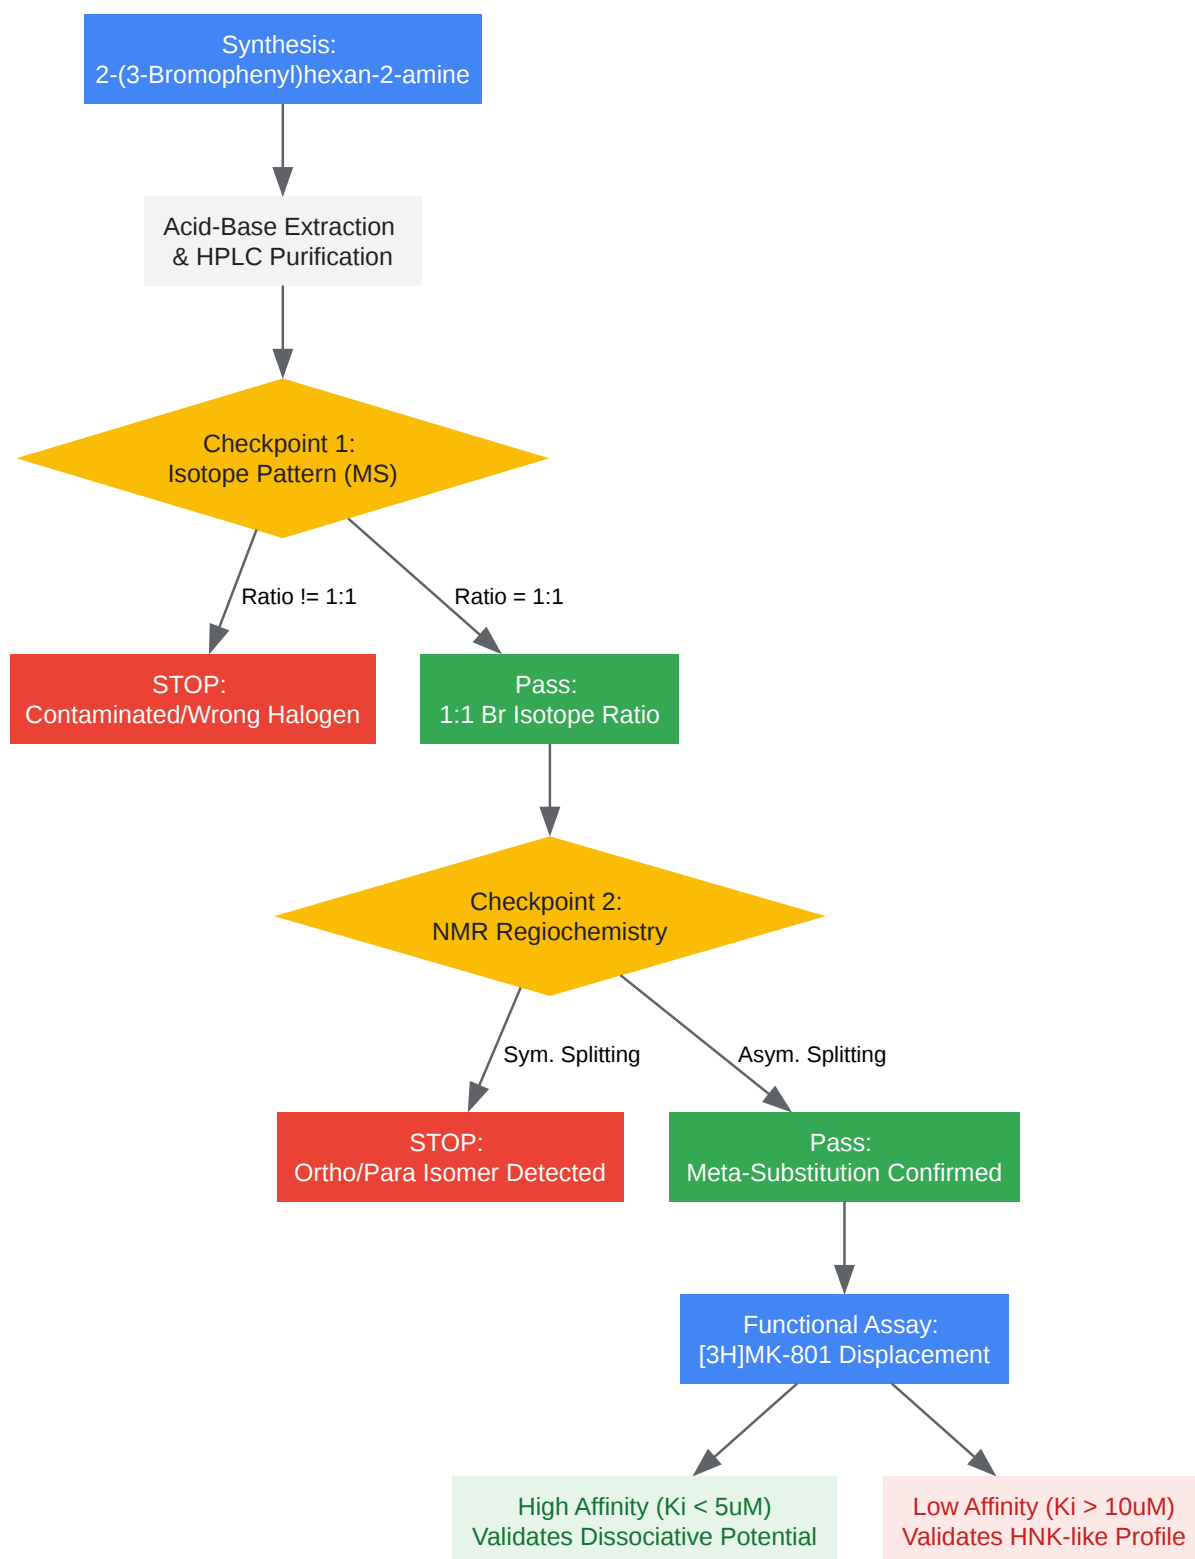 Synthesis:
2-(3-Bromophenyl)hexan-2-amine
Acid-Base Extraction
& HPLC Purification
Checkpoint 1:
Isotope Pattern (MS)
Ratio != 1:1
Ratio = 1:1
STOP:
Contaminated/Wrong Halogen
Pass:
1:1 Br Isotope Ratio
Checkpoint 2:
NMR Regiochemistry
Sym. Splitting
Asym. Splitting
STOP:
Ortho/Para Isomer Detected
Pass:
Meta-Substitution Confirmed
Functional Assay:
[3H]MK-801 Displacement
High Affinity (Ki < 5uM)
Validates Dissociative Potential
Low Affinity (Ki > 10uM)
Validates HNK-like Profile